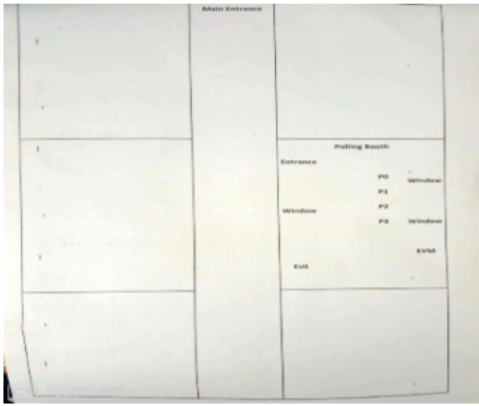 Main Entrance
Polling Booth
Entrance
P0
Window
P1
P2
Window
P3
Window
EVM
Exit